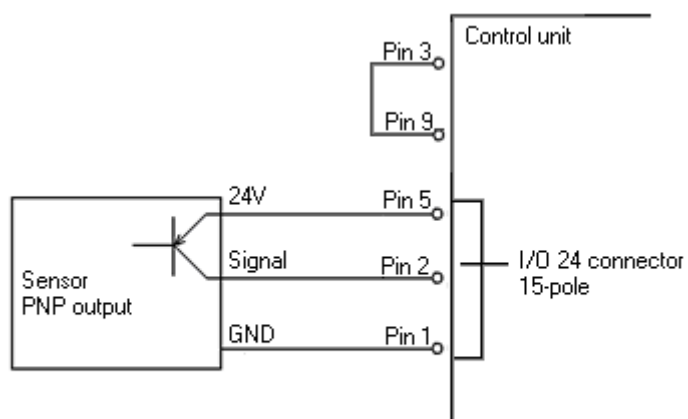 Control unit
Pin 3
Pin 9
24V
Pin 5
Signal
Pin 2
I/O 24 connector
15-pole
Sensor
PNP output
GND
Pin 1